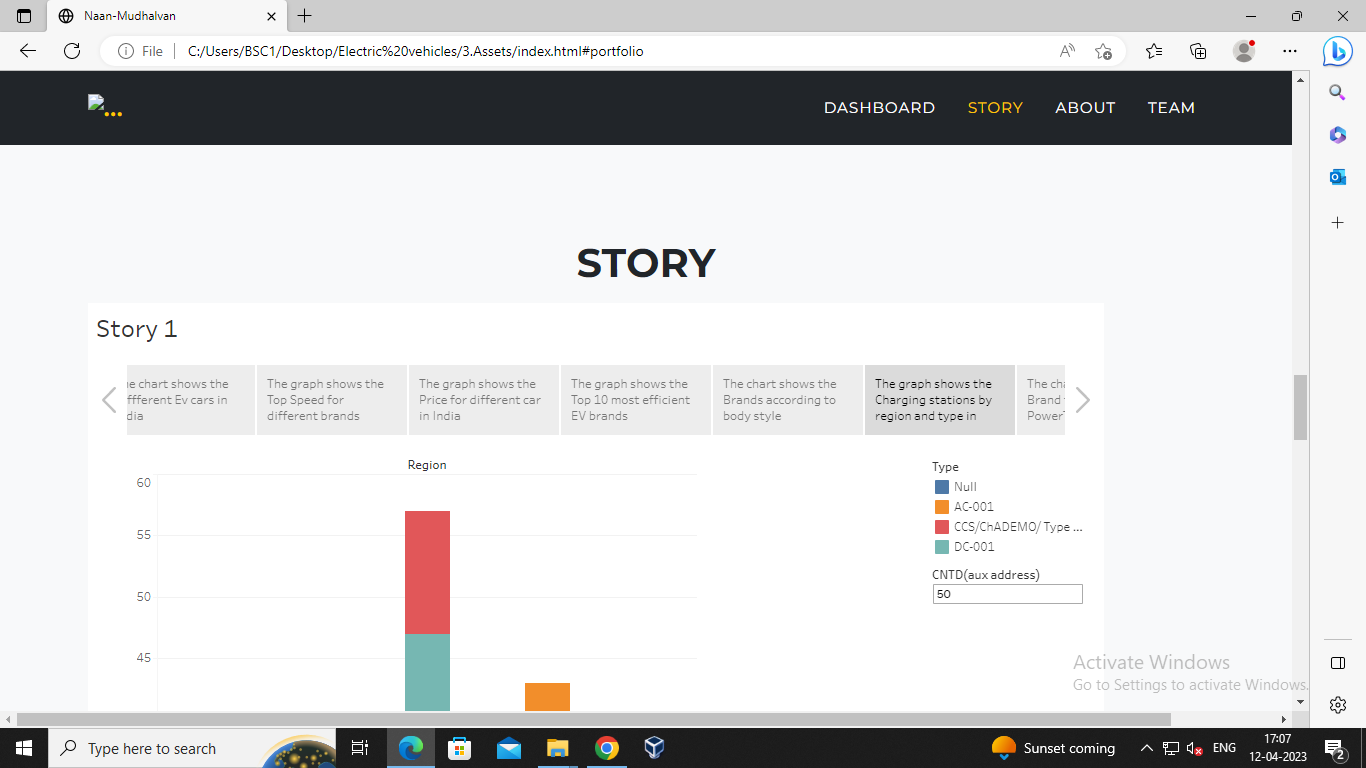 Naan-Mudhalvan
File
C:/Users/BSC1/Desktop/Electric%20vehicles/3.Assets/index.html#portfolio
...
DASHBOARD
STORY
ABOUT
TEAM
STORY
Story 1
e chart shows the
fferent Ev cars in
dia
The graph shows the
Top Speed for
different brands
The graph shows the
Price for different car
in India
The graph shows the
Top 10 most efficient
EV brands
The chart shows the
Brands according to
body style
The graph shows the
Charging stations by
region and type in
The cha
Brand
Power
Region
60
55
50
45
Type
Null
AC-001
CCS/ChADEMO/ Type ...
DC-001
CNTD(aux address)
50
Activate Windows
Go to Settings to activate Windows.
Type here to search
Sunset coming
ENG
17:07
12-04-2023
2